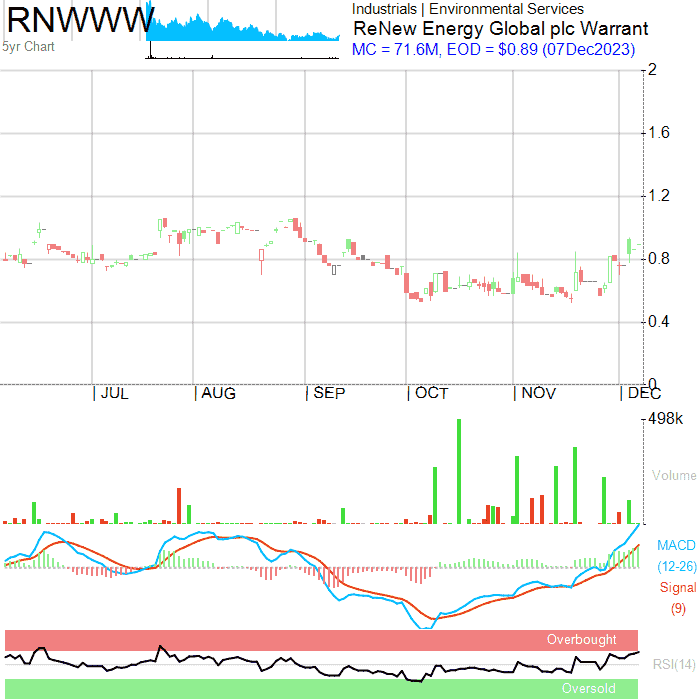 RNWWW
5yr Chart
Industrials | Environmental Services
ReNew Energy Global plc Warrant
MC = 71.6M, EOD = $0.89 (07Dec2023)
2
1.6
1.2
0.8
0.4
0
| JUL | AUG | SEP | OCT | NOV | DEC
498k
Volume
MACD
(12-26)
Signal
(9)
Overbought
RSI(14)
Oversold